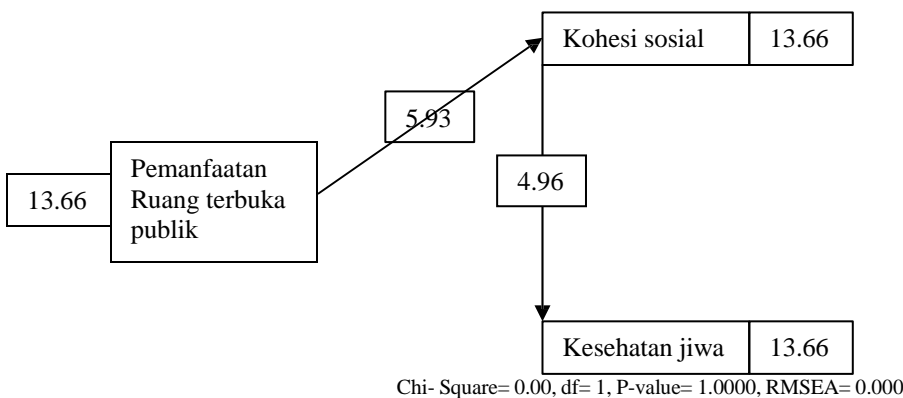 Kohesi sosial 13.66
5.93
Pemanfaatan
Ruang terbuka
publik
13.66
4.96
Kesehatan jiwa 13.66
Chi- Square= 0.00, df= 1, P-value= 1.0000, RMSEA= 0.000